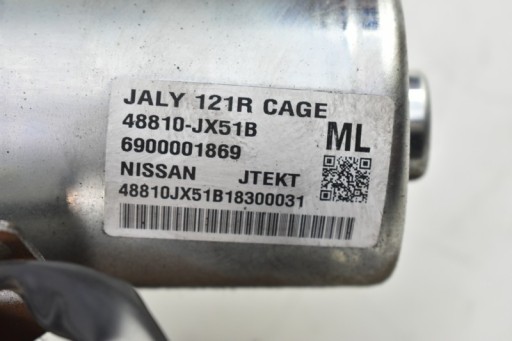 JALY 121R CAGE
48810-JX51B
ML
6900001869
NISSAN JTEKT
48810JX51B18300031